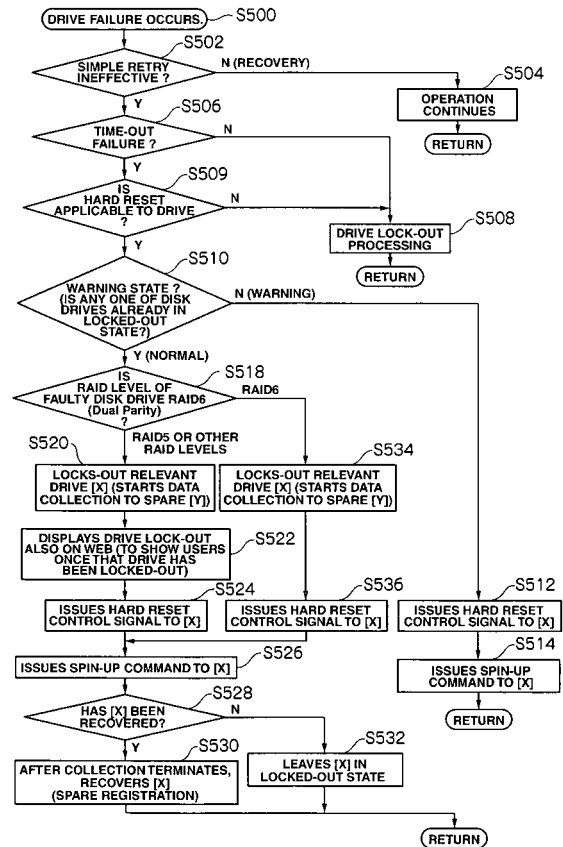 DRIVE FAILURE OCCURS.
S500
S502
SIMPLE RETRY
INEFFECTIVE ?
N (RECOVERY)
S504
OPERATION
CONTINUES
RETURN
Y
S506
TIME-OUT
FAILURE ?
N
Y
S509
IS
HARD RESET
APPLICABLE TO DRIVE
?
N
S508
DRIVE LOCK-OUT
PROCESSING
RETURN
Y
S510
WARNING STATE ?
(IS ANY ONE OF DISK
DRIVES ALREADY IN
LOCKED-OUT
STATE?)
N (WARNING)
Y (NORMAL)
S518
IS
RAID LEVEL OF
FAULTY DISK DRIVE RAID6
(Dual Parity)
?
RAID6
RAID5 OR OTHER
RAID LEVELS
S520
LOCKS-OUT RELEVANT
DRIVE [X] (STARTS DATA
COLLECTION TO SPARE [Y])
S534
LOCKS-OUT RELEVANT
DRIVE [X] (STARTS DATA
COLLECTION TO SPARE [Y])
DISPLAYS DRIVE LOCK-OUT
ALSO ON WEB (TO SHOW USERS
ONCE THAT DRIVE HAS
BEEN LOCKED-OUT)
S522
S524
ISSUES HARD RESET
CONTROL SIGNAL TO [X]
S536
ISSUES HARD RESET
CONTROL SIGNAL TO [X]
S512
ISSUES HARD RESET
CONTROL SIGNAL TO [X]
S514
ISSUES SPIN-UP
COMMAND TO [X]
RETURN
ISSUES SPIN-UP COMMAND TO [X]
S526
S528
HAS [X] BEEN
RECOVERED?
N
Y
S530
AFTER COLLECTION TERMINATES,
RECOVERS [X]
(SPARE REGISTRATION)
S532
LEAVES [X] IN
LOCKED-OUT STATE
RETURN